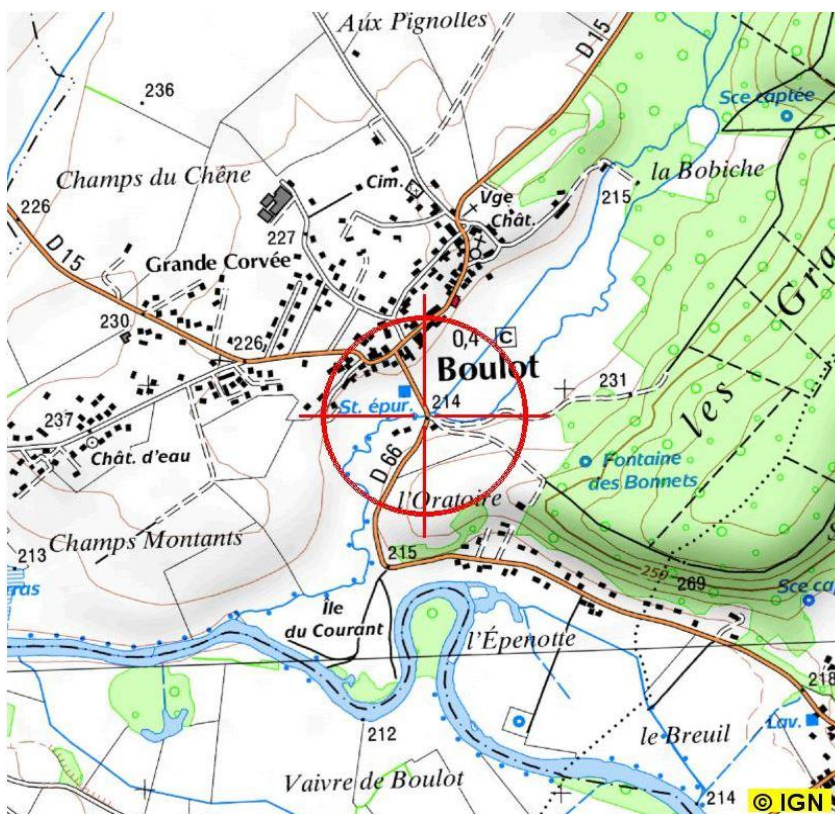 Aux Pignolles
D 15
236
Sce captée
Champs du Chêne
Cim.
Vge
Chât.
la Bobiche
215
226
227
D 15
Grande Corvée
Gra
230
226
0,4 C
Boulot
231
les
St. épur.
214
237
Chât. d'eau
D 66
Fontaine
des Bonnets
l'Oratoire
Champs Montants
213
215
250
269
Sce cap
Île
du Courant
l'Épenotte
218
212
le Breuil
Lav.
Vaivre de Boulot
214
© IGN